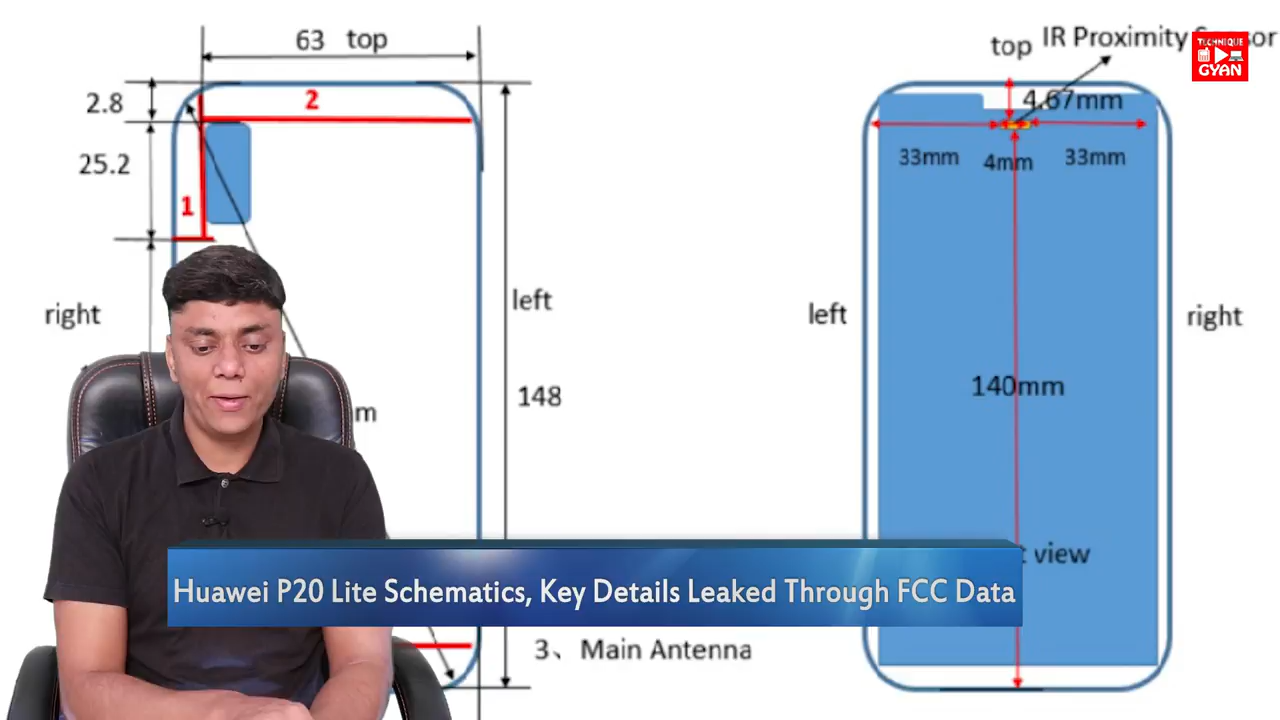 63 top
2.8
2
25.2
1
right
left
148
m
3、Main Antenna
top
IR Proximity
TECHNIQUE
GYAN
4.67mm
33mm
4mm
33mm
left
right
140mm
view
Huawei P20 Lite Schematics, Key Details Leaked Through FCC Data